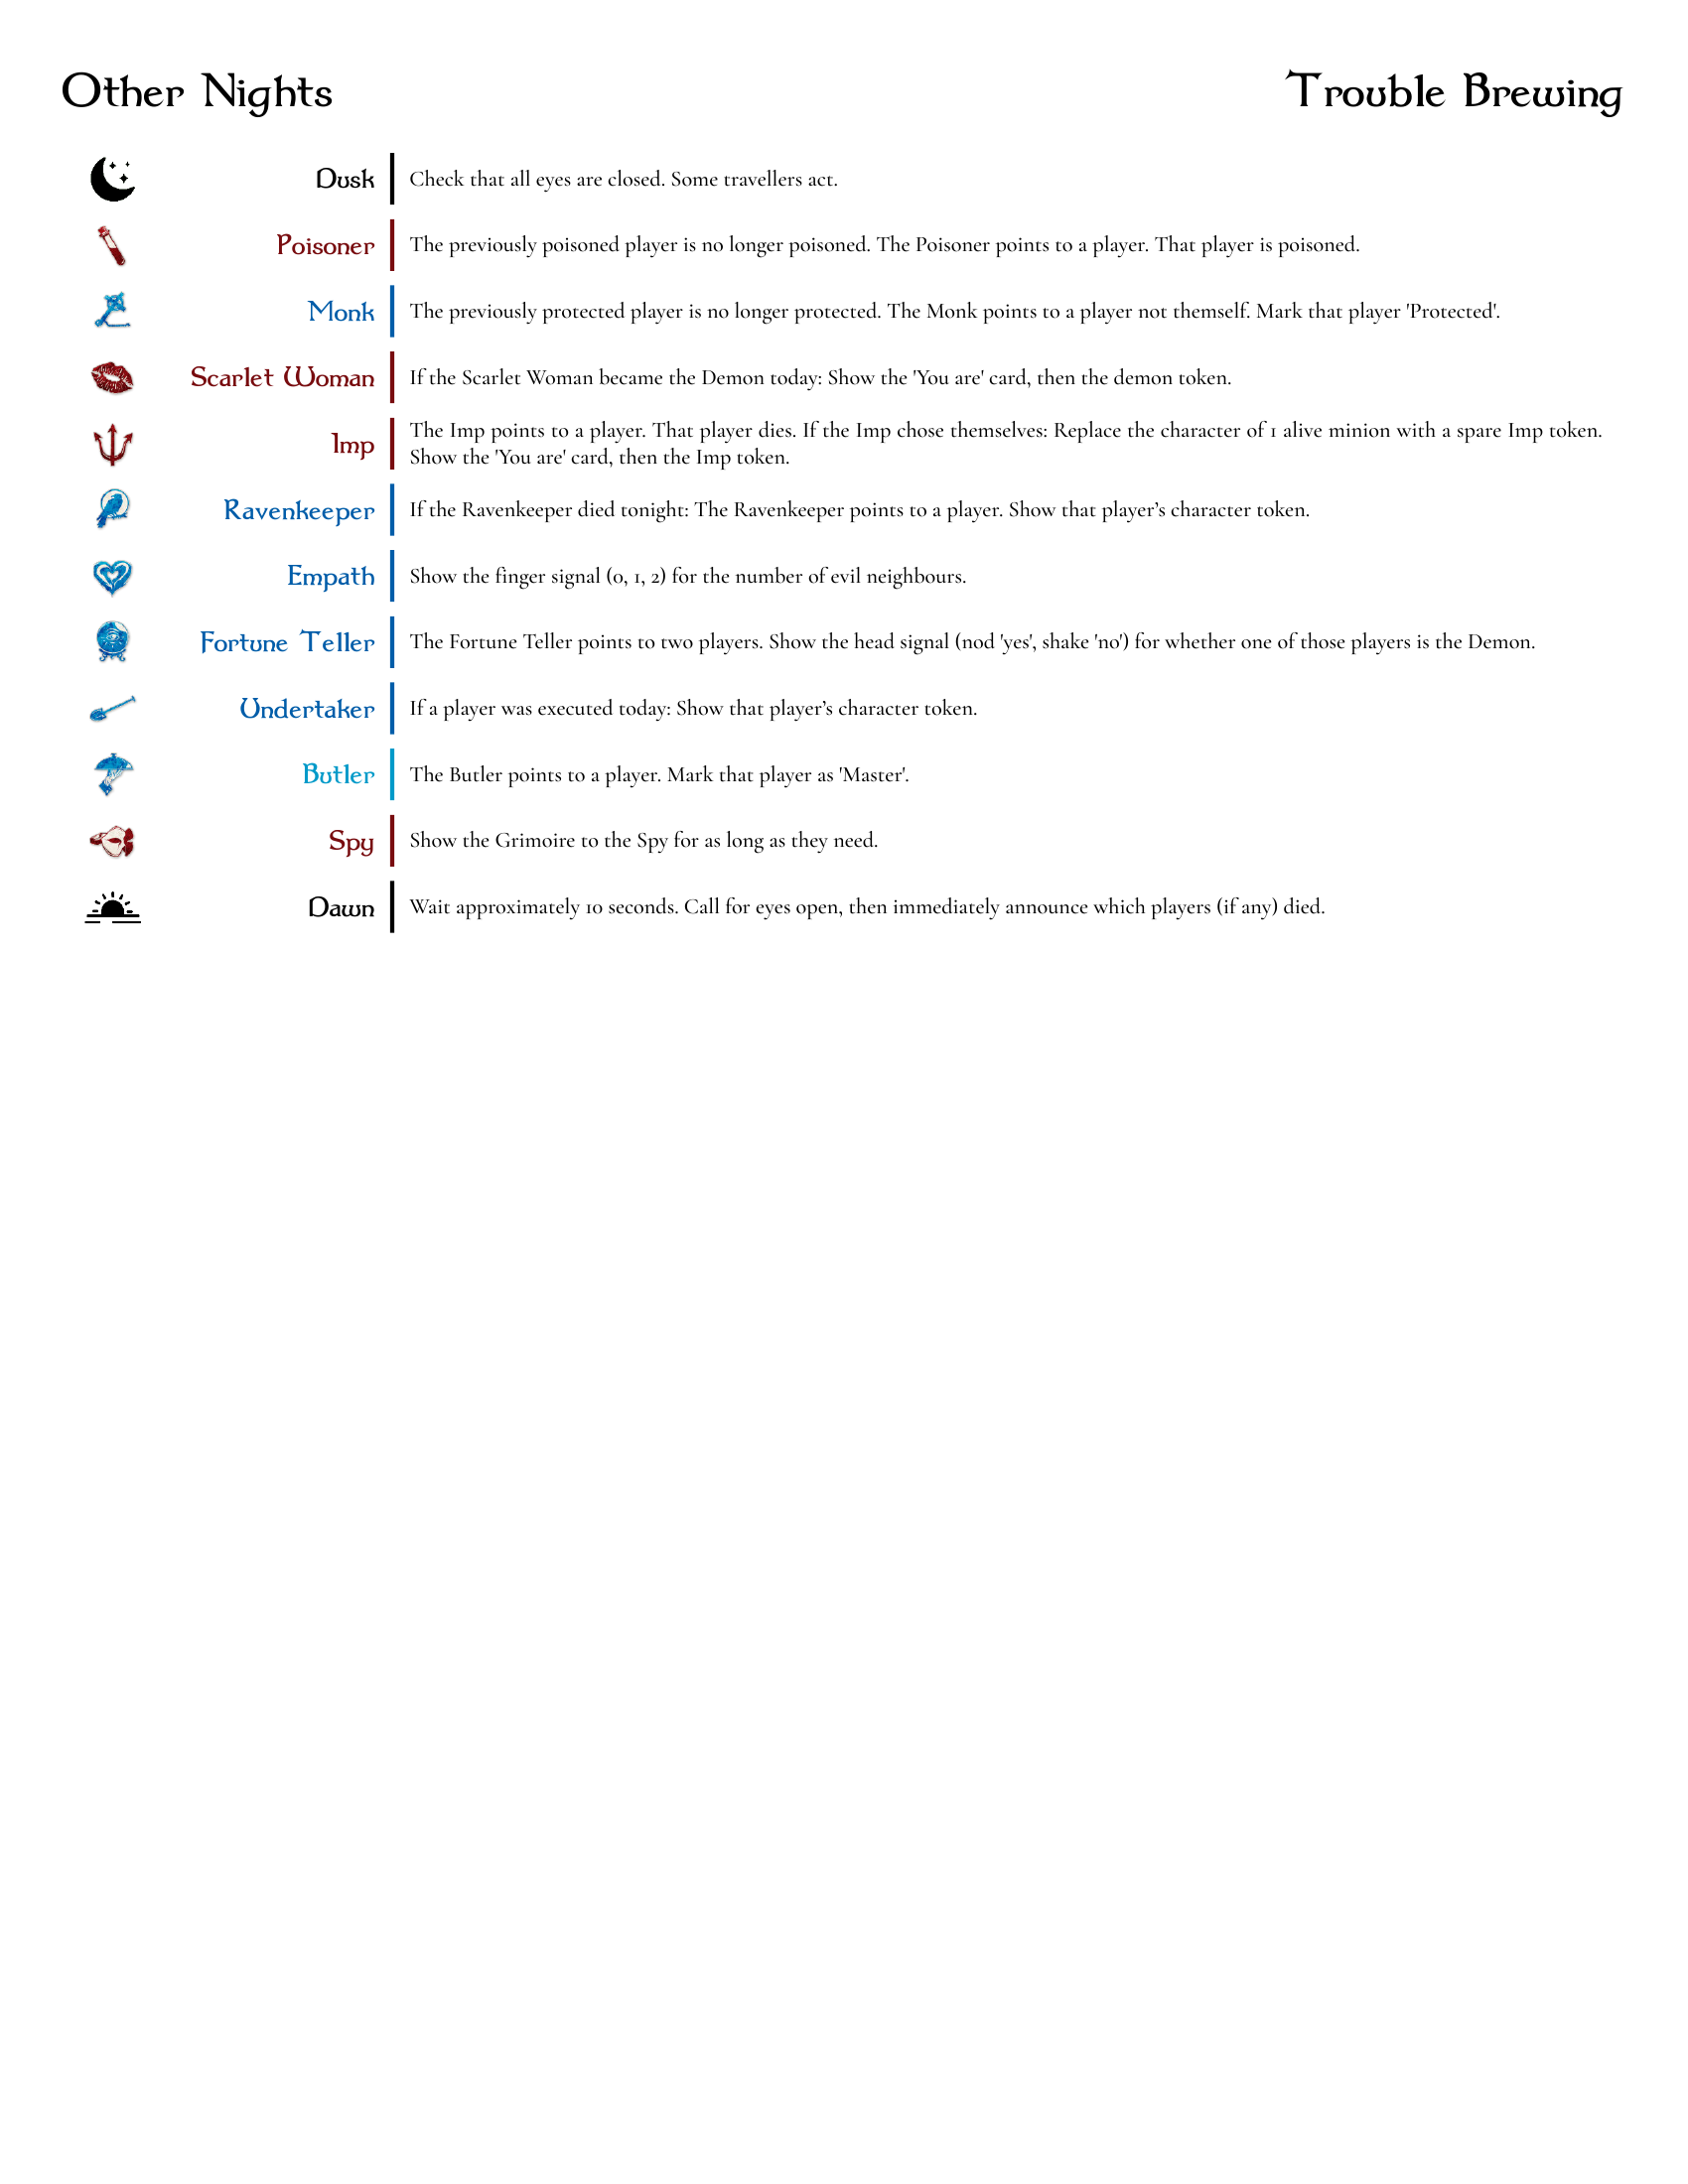 Other Nights
Trouble Brewing
Dusk
Check that all eyes are closed. Some travellers act.
Poisoner
The previously poisoned player is no longer poisoned. The Poisoner points to a player. That player is poisoned.
Monk
The previously protected player is no longer protected. The Monk points to a player not themself. Mark that player 'Protected'.
Scarlet Woman
If the Scarlet Woman became the Demon today: Show the 'You are' card, then the demon token.
Imp
The Imp points to a player. That player dies. If the Imp chose themselves: Replace the character of 1 alive minion with a spare Imp token.
Show the 'You are' card, then the Imp token.
Ravenkeeper
If the Ravenkeeper died tonight: The Ravenkeeper points to a player. Show that player’s character token.
Empath
Show the finger signal (0, 1, 2) for the number of evil neighbours.
Fortune Teller
The Fortune Teller points to two players. Show the head signal (nod 'yes', shake 'no') for whether one of those players is the Demon.
Undertaker
If a player was executed today: Show that player’s character token.
Butler
The Butler points to a player. Mark that player as 'Master'.
Spy
Show the Grimoire to the Spy for as long as they need.
Dawn
Wait approximately 10 seconds. Call for eyes open, then immediately announce which players (if any) died.